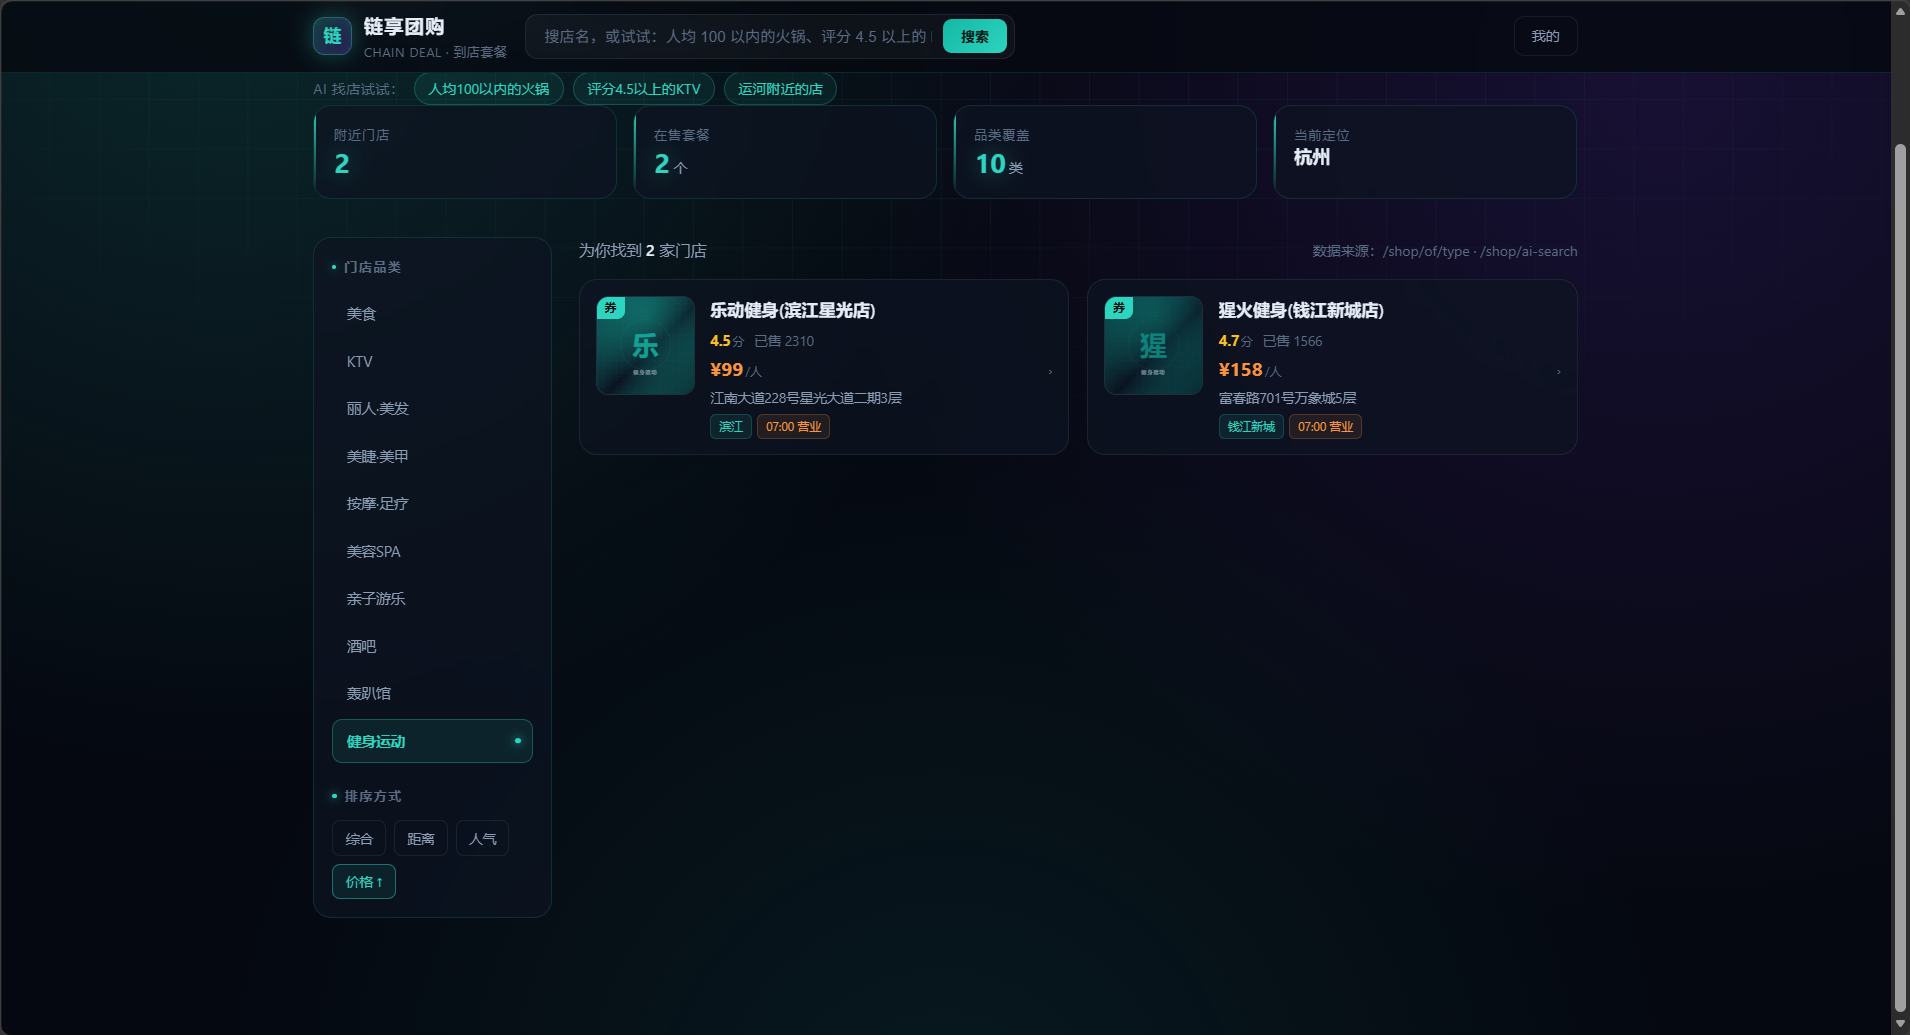 链
链享团购
CHAIN DEAL · 到店套餐
搜店名，或试试：人均 100 以内的火锅、评分 4.5 以上的
搜索
我的
AI 找店试试：
人均100以内的火锅
评分4.5以上的KTV
运河附近的店
附近门店
2
在售套餐
2 个
品类覆盖
10 类
当前定位
杭州
门店品类
美食
KTV
丽人·美发
美睫·美甲
按摩·足疗
美容SPA
亲子游乐
酒吧
轰趴馆
健身运动
排序方式
综合
距离
人气
价格 ↑
为你找到 2 家门店
数据来源：/shop/of/type · /shop/ai-search
券
乐
健身运动
乐动健身(滨江星光店)
4.5分 已售 2310
¥99/人
›
江南大道228号星光大道二期3层
滨江
07:00 营业
券
猩
健身运动
猩火健身(钱江新城店)
4.7分 已售 1566
¥158/人
›
富春路701号万象城5层
钱江新城
07:00 营业